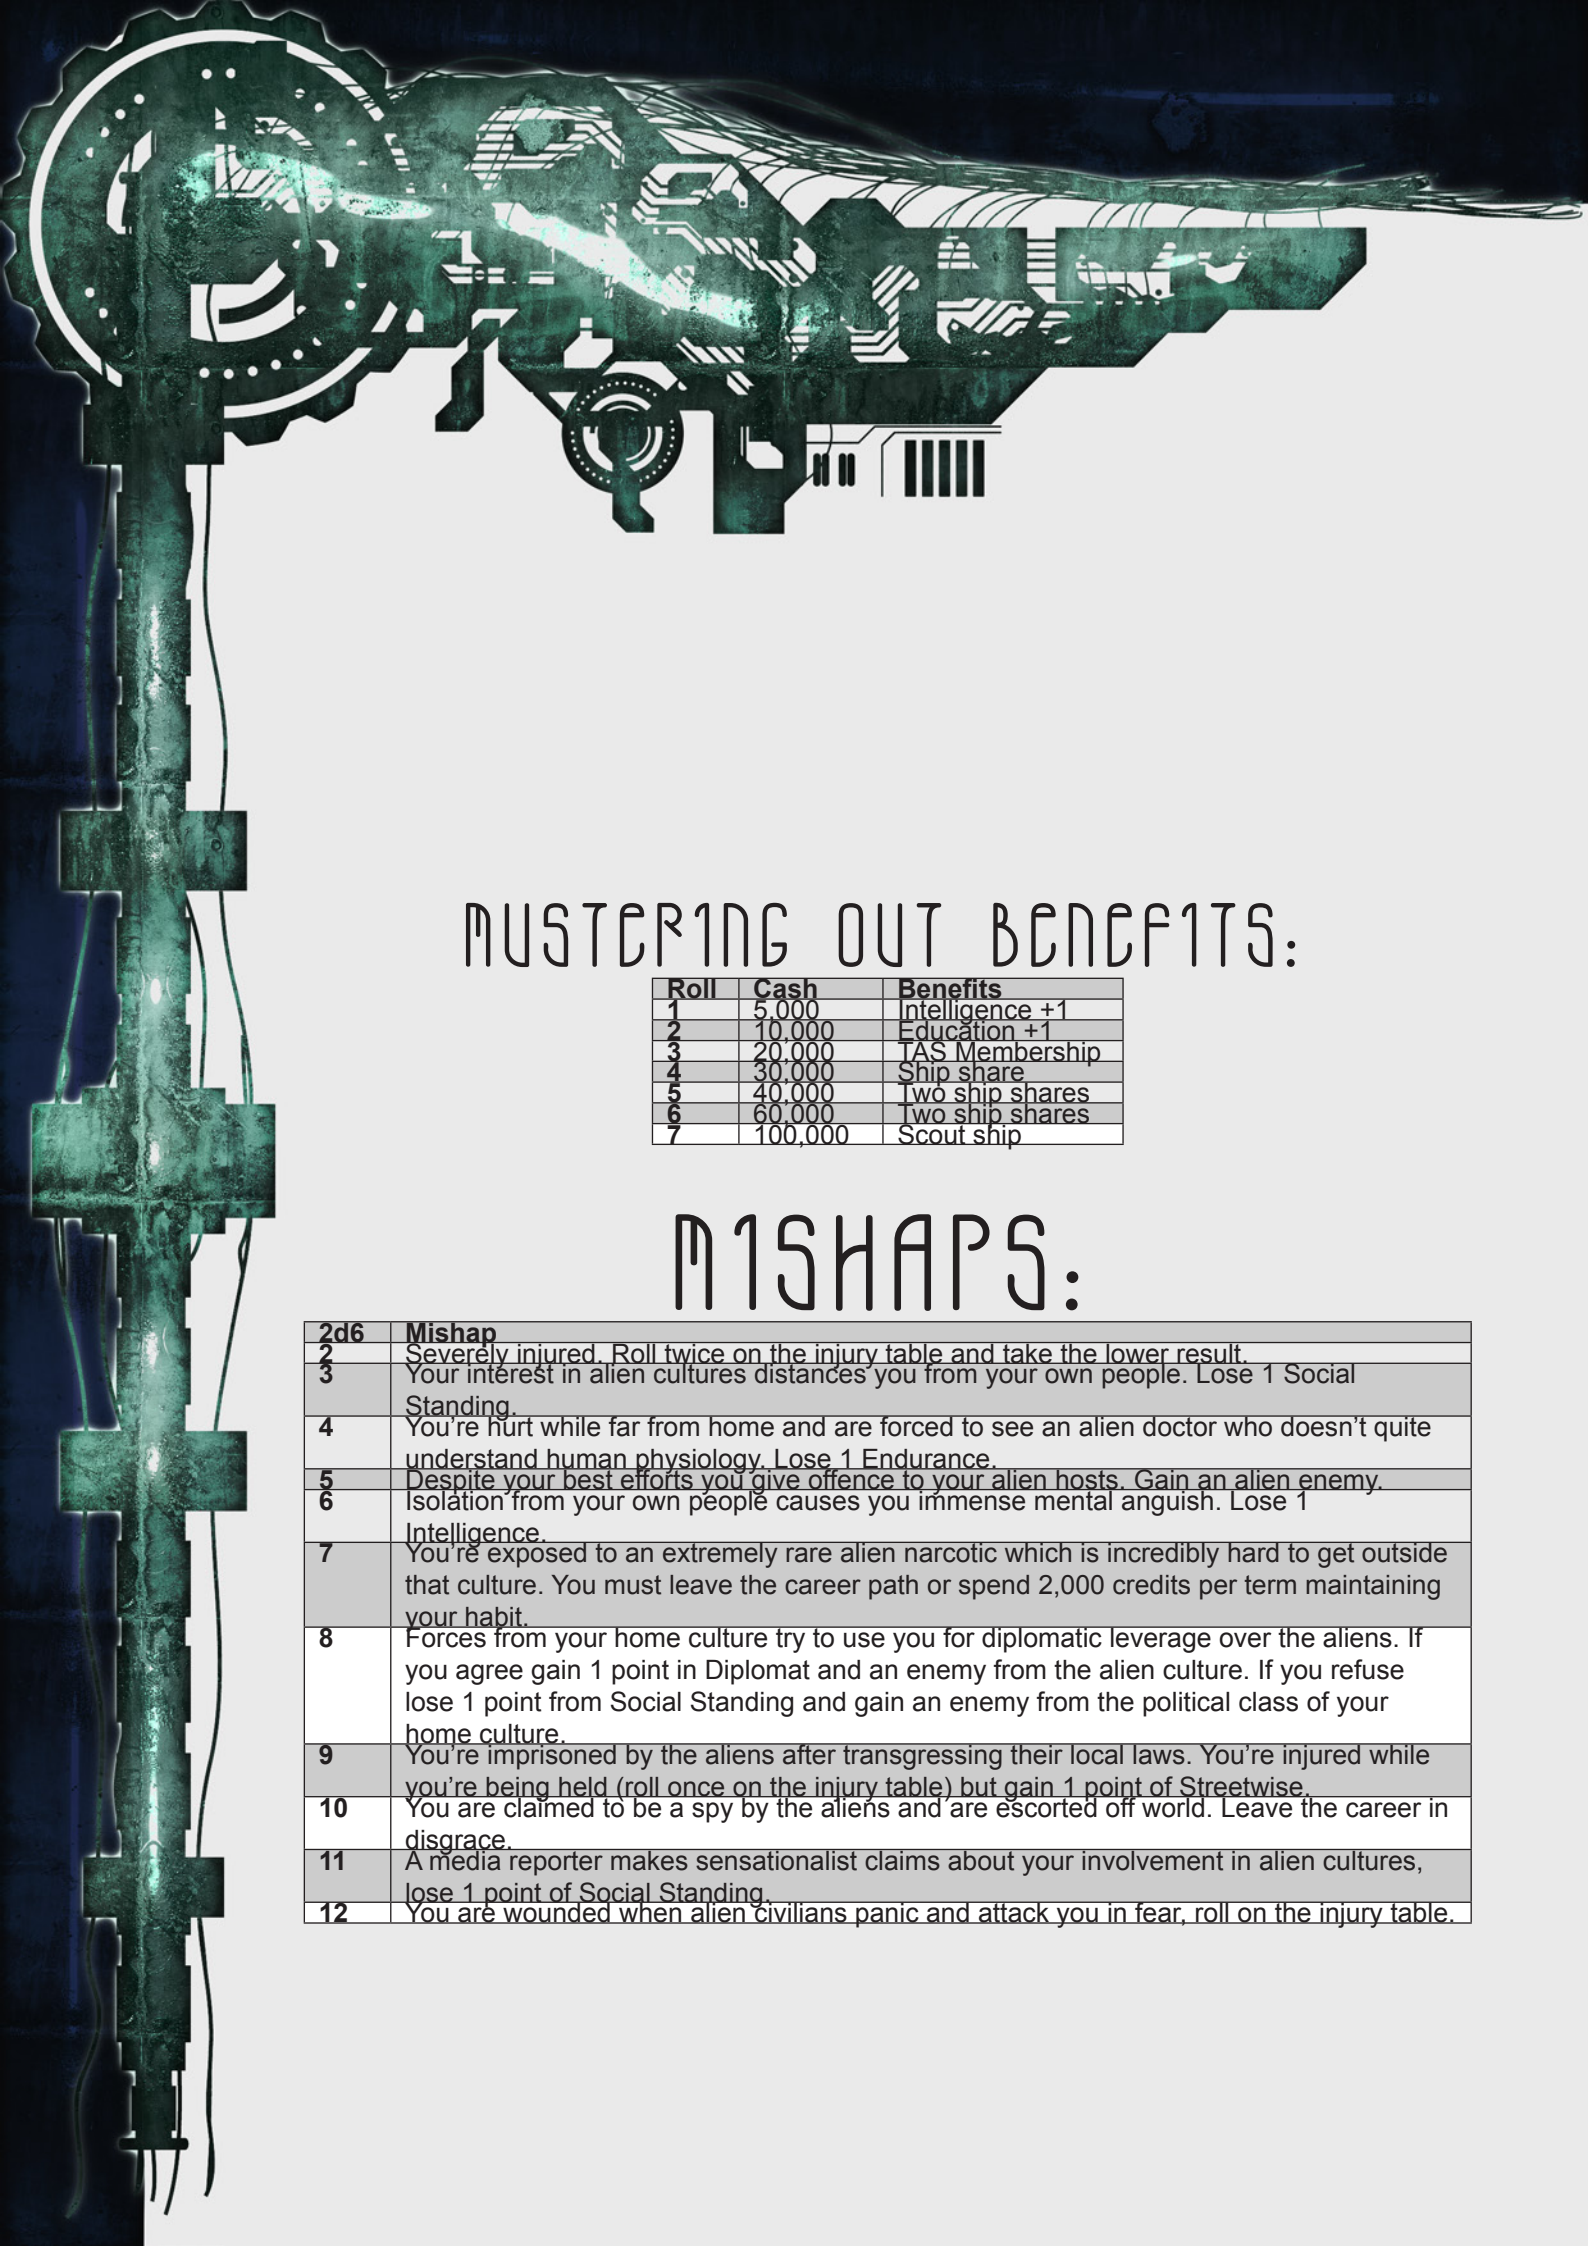 MUSTERING OUT BENEFITS:
Roll Cash Benefits
1 5,000 Intelligence +1
2 10,000 Education +1
3 20,000 TAS Membership
4 30,000 Ship share
5 40,000 Two ship shares
6 60,000 Two ship shares
7 100,000 Scout ship
MISHAPS:
2d6 Mishap
2 Severely injured. Roll twice on the injury table and take the lower result.
3 Your interest in alien cultures distances you from your own people. Lose 1 Social
Standing.
4 You’re hurt while far from home and are forced to see an alien doctor who doesn’t quite
understand human physiology. Lose 1 Endurance.
5 Despite your best efforts you give offence to your alien hosts. Gain an alien enemy.
6 Isolation from your own people causes you immense mental anguish. Lose 1
Intelligence.
7 You’re exposed to an extremely rare alien narcotic which is incredibly hard to get outside
that culture. You must leave the career path or spend 2,000 credits per term maintaining
your habit.
8 Forces from your home culture try to use you for diplomatic leverage over the aliens. If
you agree gain 1 point in Diplomat and an enemy from the alien culture. If you refuse
lose 1 point from Social Standing and gain an enemy from the political class of your
home culture.
9 You’re imprisoned by the aliens after transgressing their local laws. You’re injured while
you’re being held (roll once on the injury table) but gain 1 point of Streetwise.
10 You are claimed to be a spy by the aliens and are escorted off world. Leave the career in
disgrace.
11 A media reporter makes sensationalist claims about your involvement in alien cultures,
lose 1 point of Social Standing.
12 You are wounded when alien civilians panic and attack you in fear, roll on the injury table.